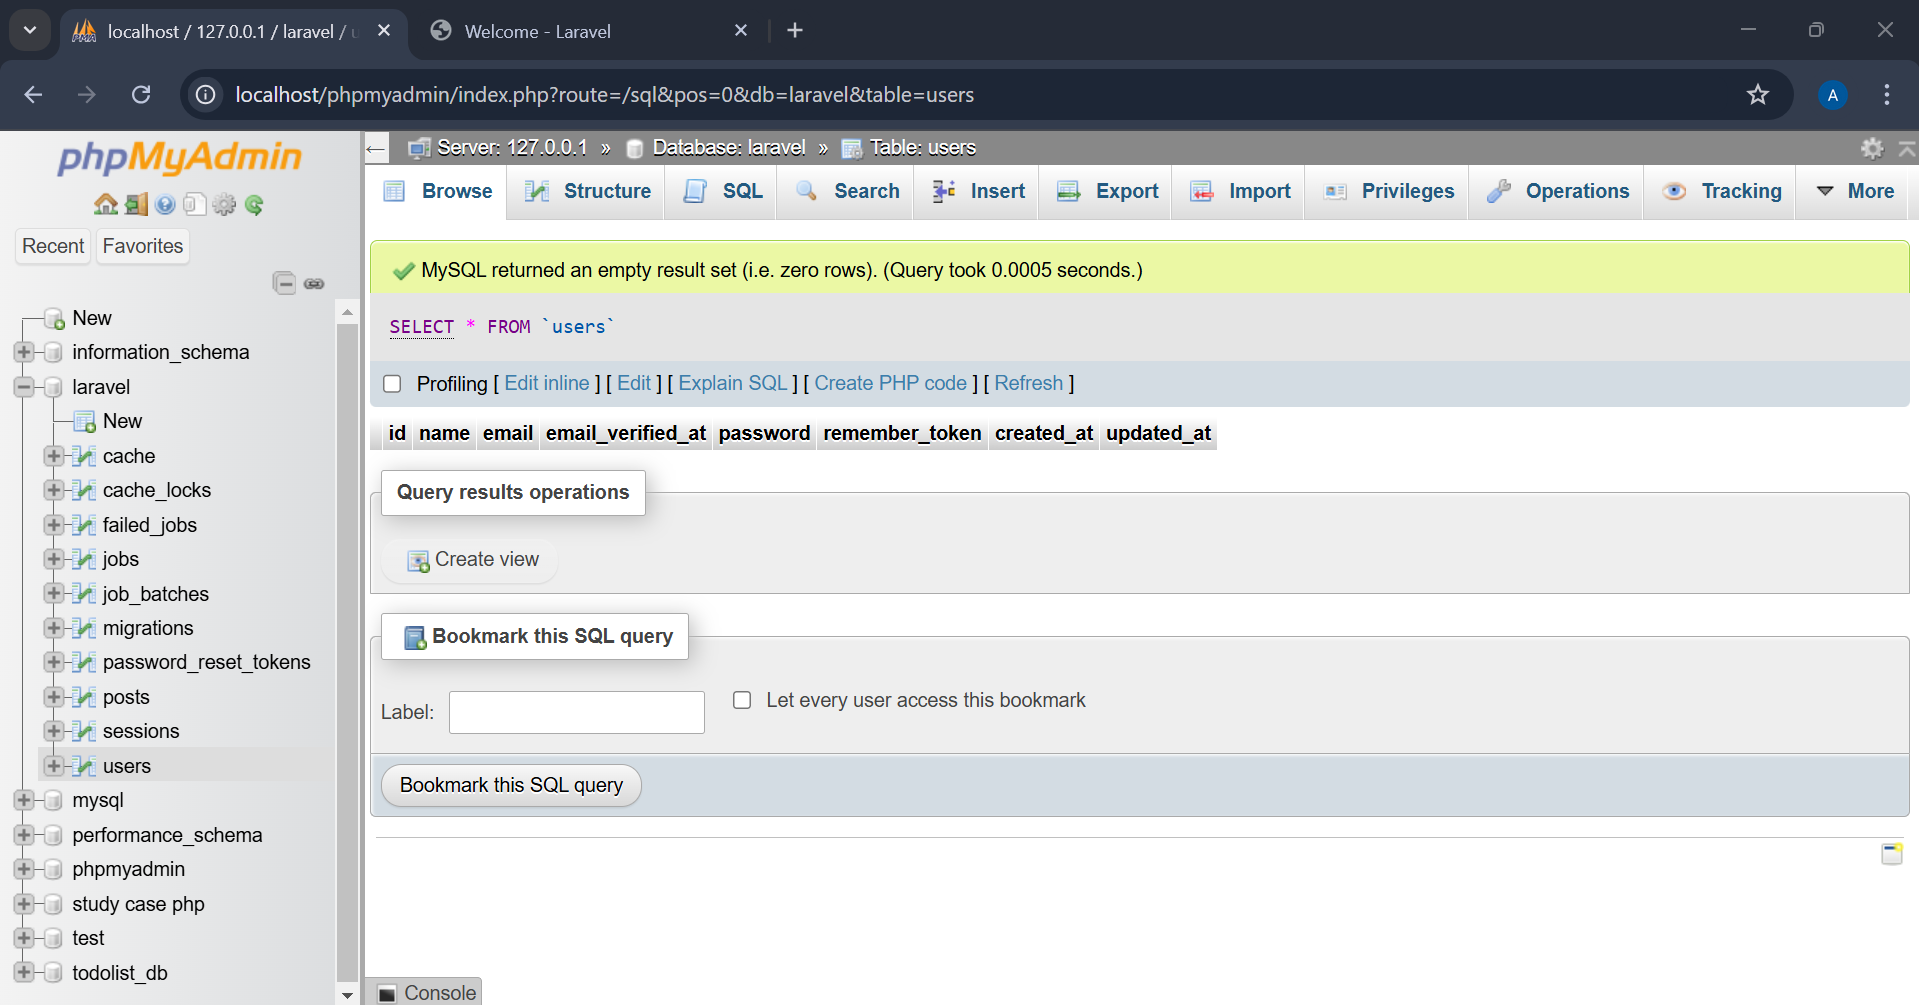 localhost / 127.0.0.1 / laravel / u
Welcome - Laravel
localhost/phpmyadmin/index.php?route=/sql&pos=0&db=laravel&table=users
A
phpMyAdmin
Recent Favorites
New
information_schema
laravel
New
cache
cache_locks
failed_jobs
jobs
job_batches
migrations
password_reset_tokens
posts
sessions
users
mysql
performance_schema
phpmyadmin
study case php
test
todolist_db
Server: 127.0.0.1 » Database: laravel » Table: users
Browse Structure SQL Search Insert Export Import Privileges Operations Tracking More
MySQL returned an empty result set (i.e. zero rows). (Query took 0.0005 seconds.)
SELECT * FROM `users`
Profiling [ Edit inline ] [ Edit ] [ Explain SQL ] [ Create PHP code ] [ Refresh ]
id name email email_verified_at password remember_token created_at updated_at
Query results operations
Create view
Bookmark this SQL query
Label:
Let every user access this bookmark
Bookmark this SQL query
Console